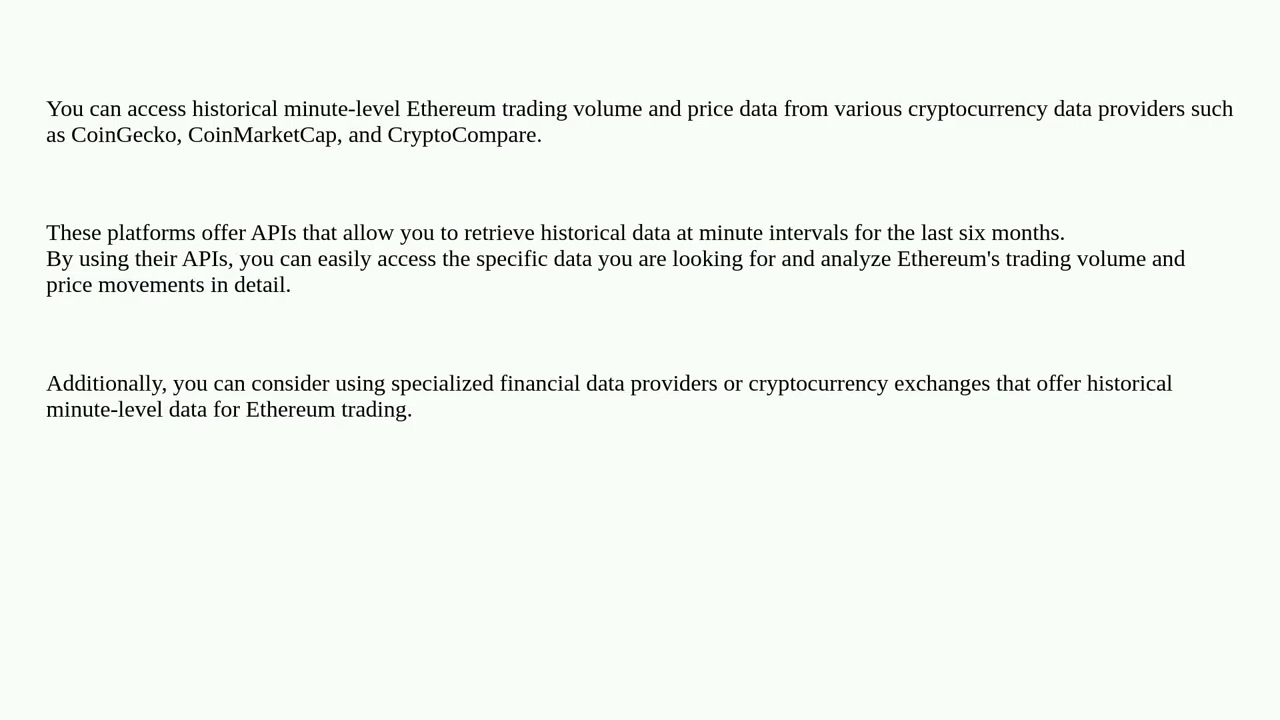 You can access historical minute-level Ethereum trading volume and price data from various cryptocurrency data providers such
as CoinGecko, CoinMarketCap, and CryptoCompare.
These platforms offer APIs that allow you to retrieve historical data at minute intervals for the last six months.
By using their APIs, you can easily access the specific data you are looking for and analyze Ethereum's trading volume and
price movements in detail.
Additionally, you can consider using specialized financial data providers or cryptocurrency exchanges that offer historical
minute-level data for Ethereum trading.